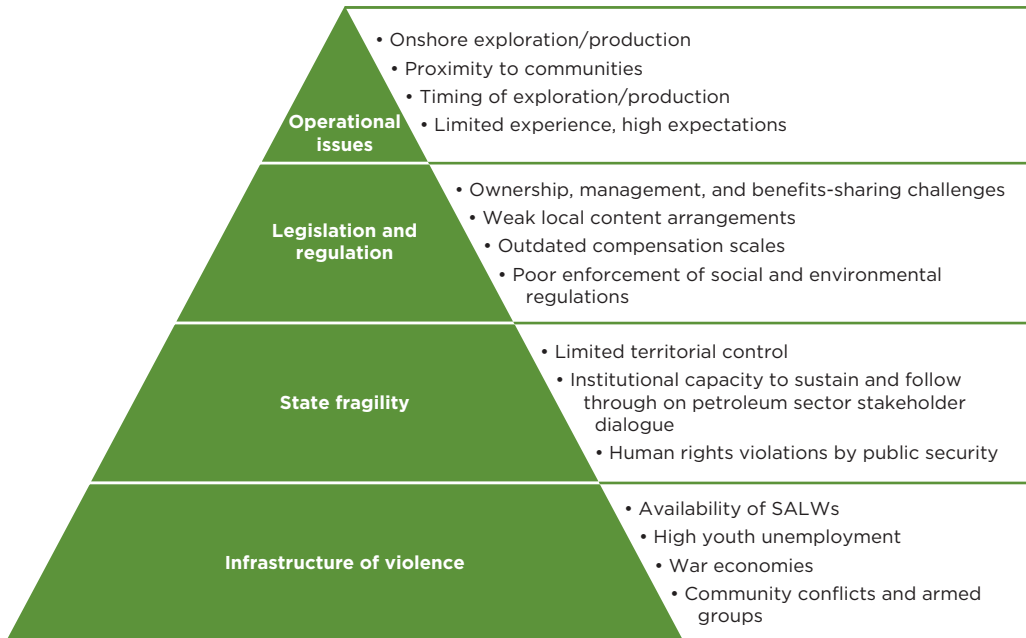 Operational
issues
• Onshore exploration/production
• Proximity to communities
• Timing of exploration/production
• Limited experience, high expectations
Legislation and
regulation
• Ownership, management, and benefits-sharing challenges
• Weak local content arrangements
• Outdated compensation scales
• Poor enforcement of social and environmental
regulations
State fragility
• Limited territorial control
• Institutional capacity to sustain and follow
through on petroleum sector stakeholder
dialogue
• Human rights violations by public security
Infrastructure of violence
• Availability of SALWs
• High youth unemployment
• War economies
• Community conflicts and armed
groups